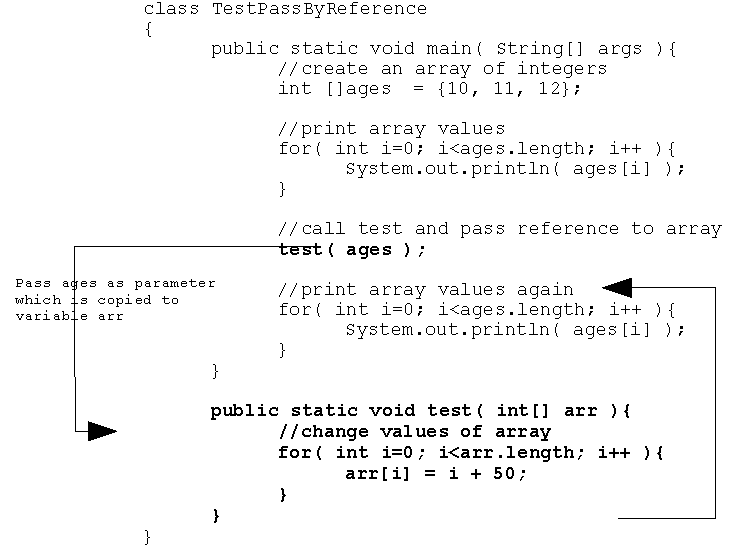 class TestPassByReference
{
public static void main( String[] args ){
//create an array of integers
int []ages  = {10, 11, 12};
//print array values
for( int i=0; i<ages.length; i++ ){
System.out.println( ages[i] );
}
//call test and pass reference to array
test( ages );
Pass ages as parameter
which is copied to
variable arr
//print array values again
for( int i=0; i<ages.length; i++ ){
System.out.println( ages[i] );
}
}
public static void test( int[] arr ){
//change values of array
for( int i=0; i<arr.length; i++ ){
arr[i] = i + 50;
}
}
}